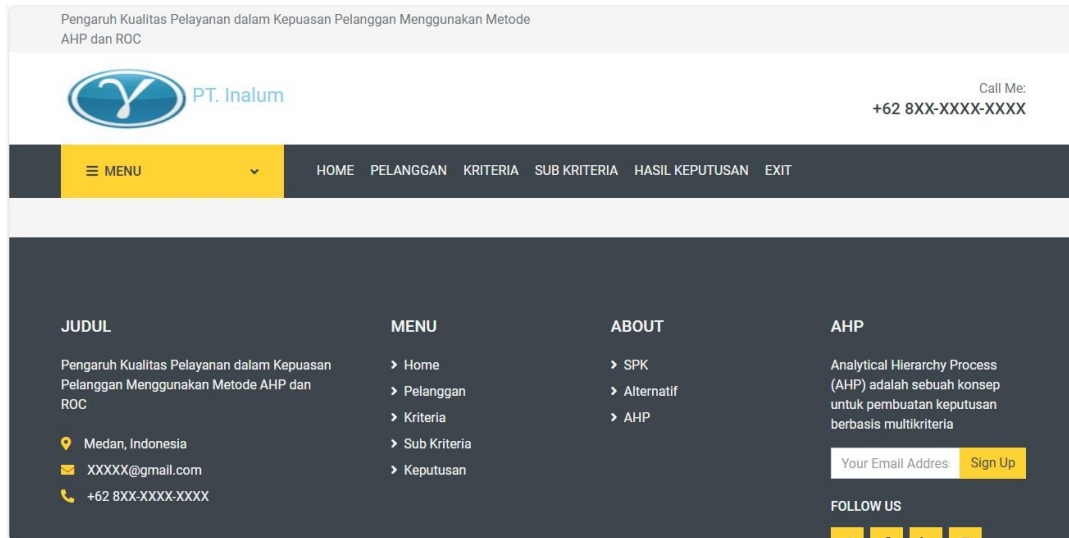 Pengaruh Kualitas Pelayanan dalam Kepuasan Pelanggan Menggunakan Metode
AHP dan ROC
PT. Inalum
Call Me:
+62 8XX-XXXX-XXXX
MENU
HOME PELANGGAN KRITERIA SUB KRITERIA HASIL KEPUTUSAN EXIT
JUDUL
Pengaruh Kualitas Pelayanan dalam Kepuasan
Pelanggan Menggunakan Metode AHP dan
ROC
Medan, Indonesia
XXXXX@gmail.com
+62 8XX-XXXX-XXXX
MENU
Home
Pelanggan
Kriteria
Sub Kriteria
Keputusan
ABOUT
SPK
Alternatif
AHP
AHP
Analytical Hierarchy Process
(AHP) adalah sebuah konsep
untuk pembuatan keputusan
berbasis multikriteria
Your Email Addres
Sign Up
FOLLOW US